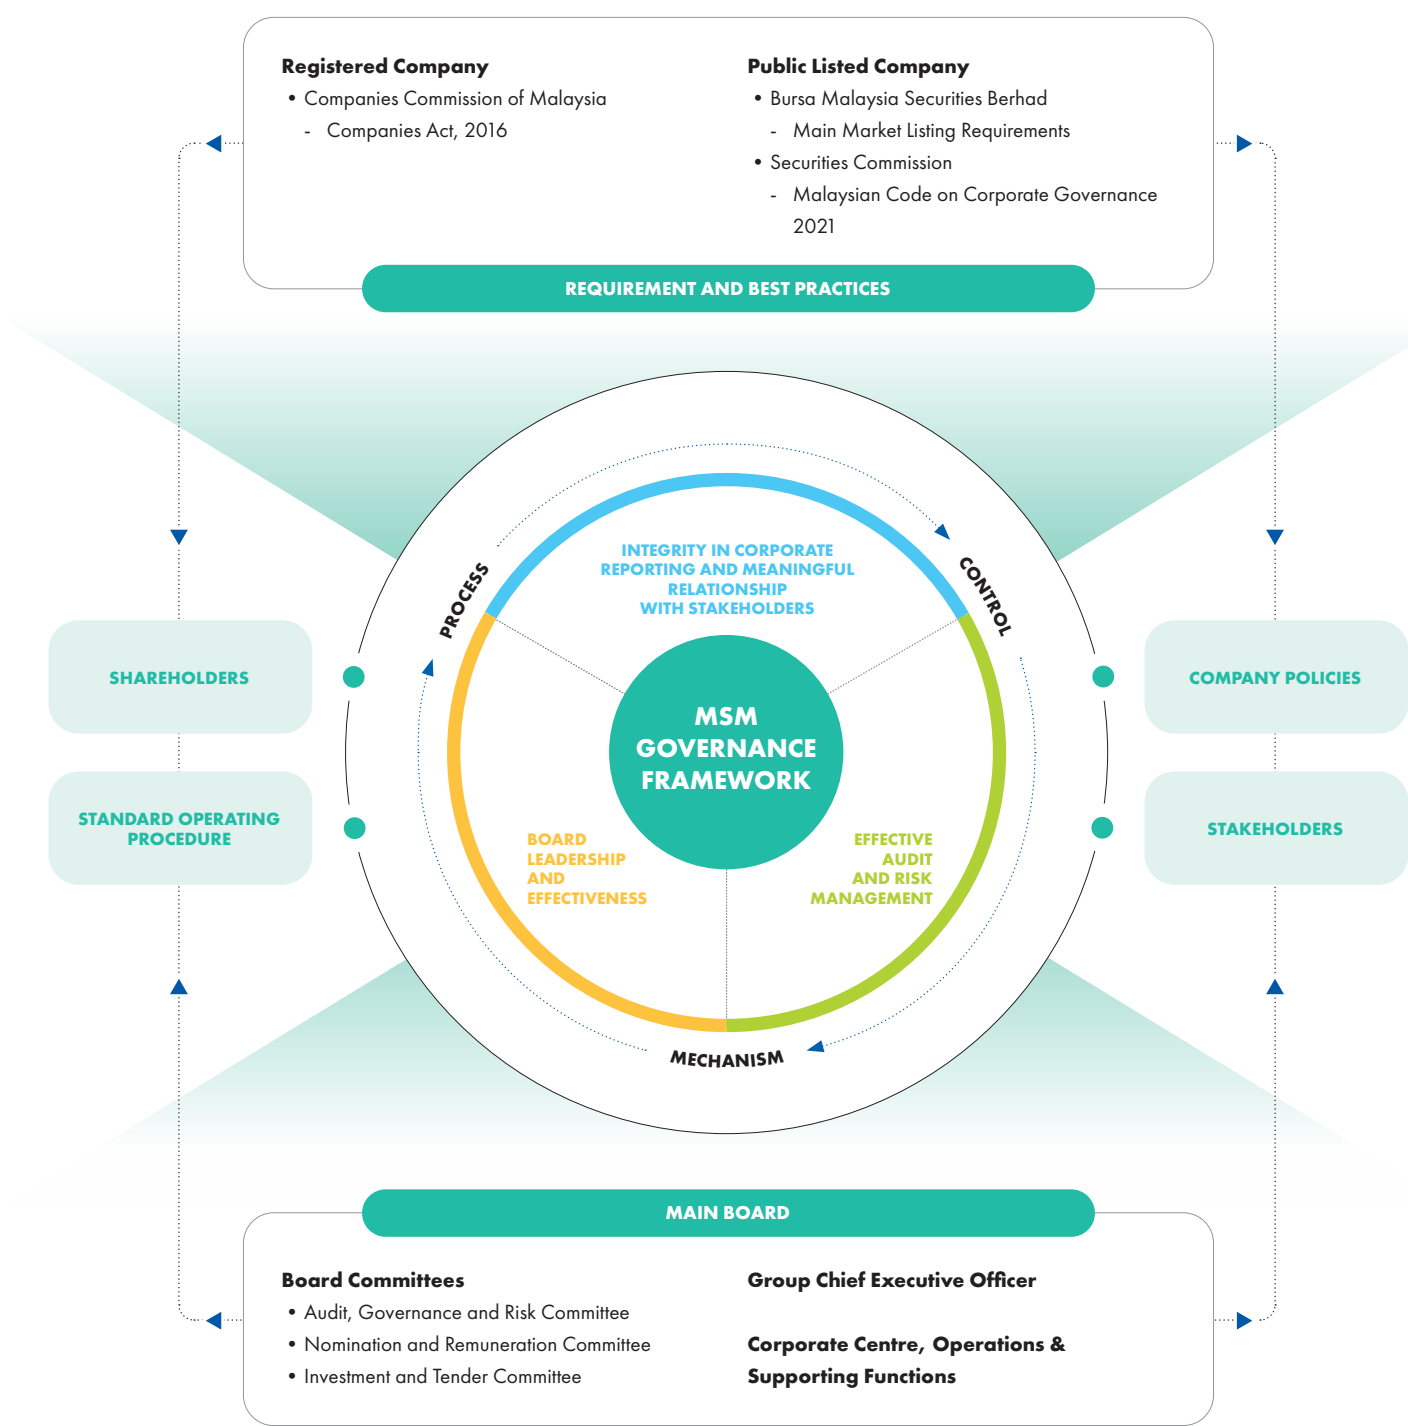 Registered Company
• Companies Commission of Malaysia
- Companies Act, 2016
Public Listed Company
• Bursa Malaysia Securities Berhad
- Main Market Listing Requirements
• Securities Commission
- Malaysian Code on Corporate Governance
2021
REQUIREMENT AND BEST PRACTICES
PROCESS
CONTROL
MECHANISM
INTEGRITY IN CORPORATE
REPORTING AND MEANINGFUL
RELATIONSHIP
WITH STAKEHOLDERS
MSM
GOVERNANCE
FRAMEWORK
BOARD
LEADERSHIP
AND
EFFECTIVENESS
EFFECTIVE
AUDIT
AND RISK
MANAGEMENT
SHAREHOLDERS
STANDARD OPERATING
PROCEDURE
COMPANY POLICIES
STAKEHOLDERS
MAIN BOARD
Board Committees
• Audit, Governance and Risk Committee
• Nomination and Remuneration Committee
• Investment and Tender Committee
Group Chief Executive Officer
Corporate Centre, Operations &
Supporting Functions